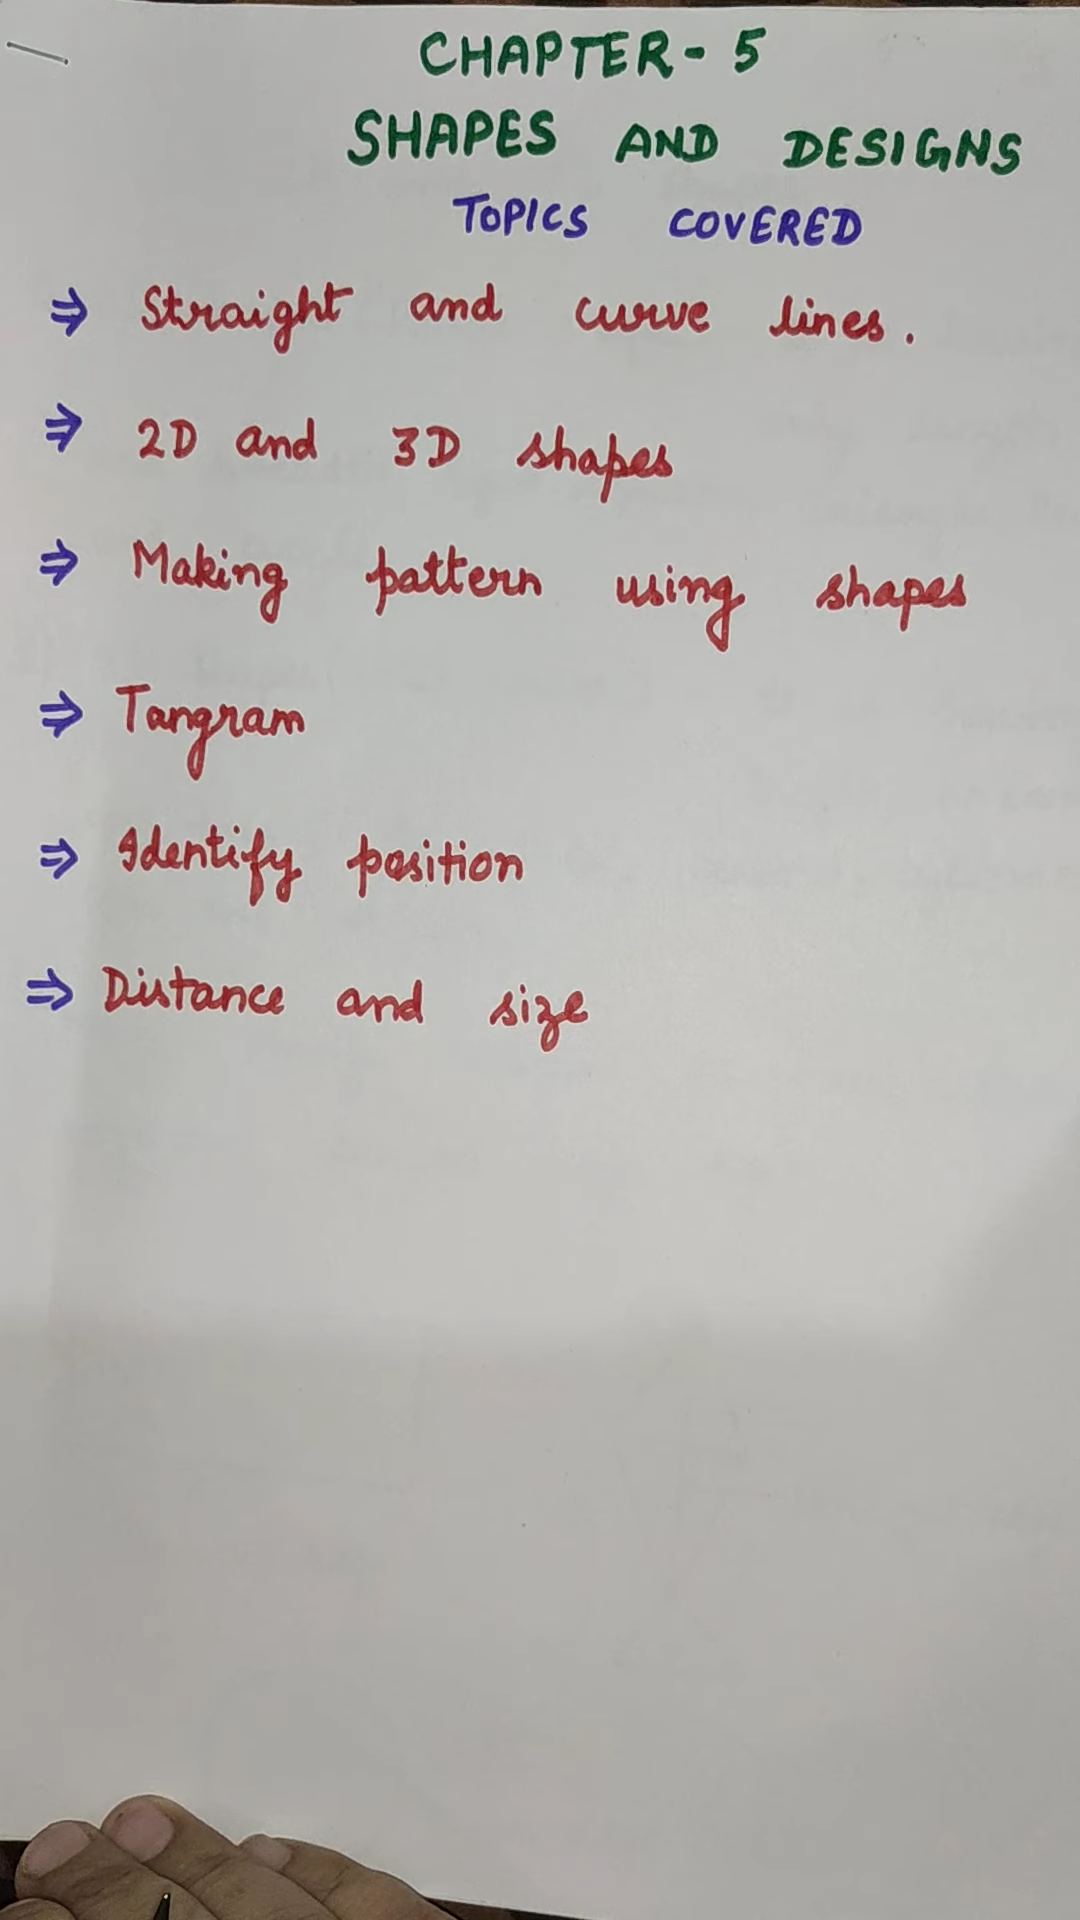 CHAPTER - 5
SHAPES AND DESIGNS
TOPICS COVERED
⇒ Straight and curve lines.
⇒ 2D and 3D shapes
⇒ Making pattern using shapes
⇒ Tangram
⇒ Identify position
⇒ Distance and size